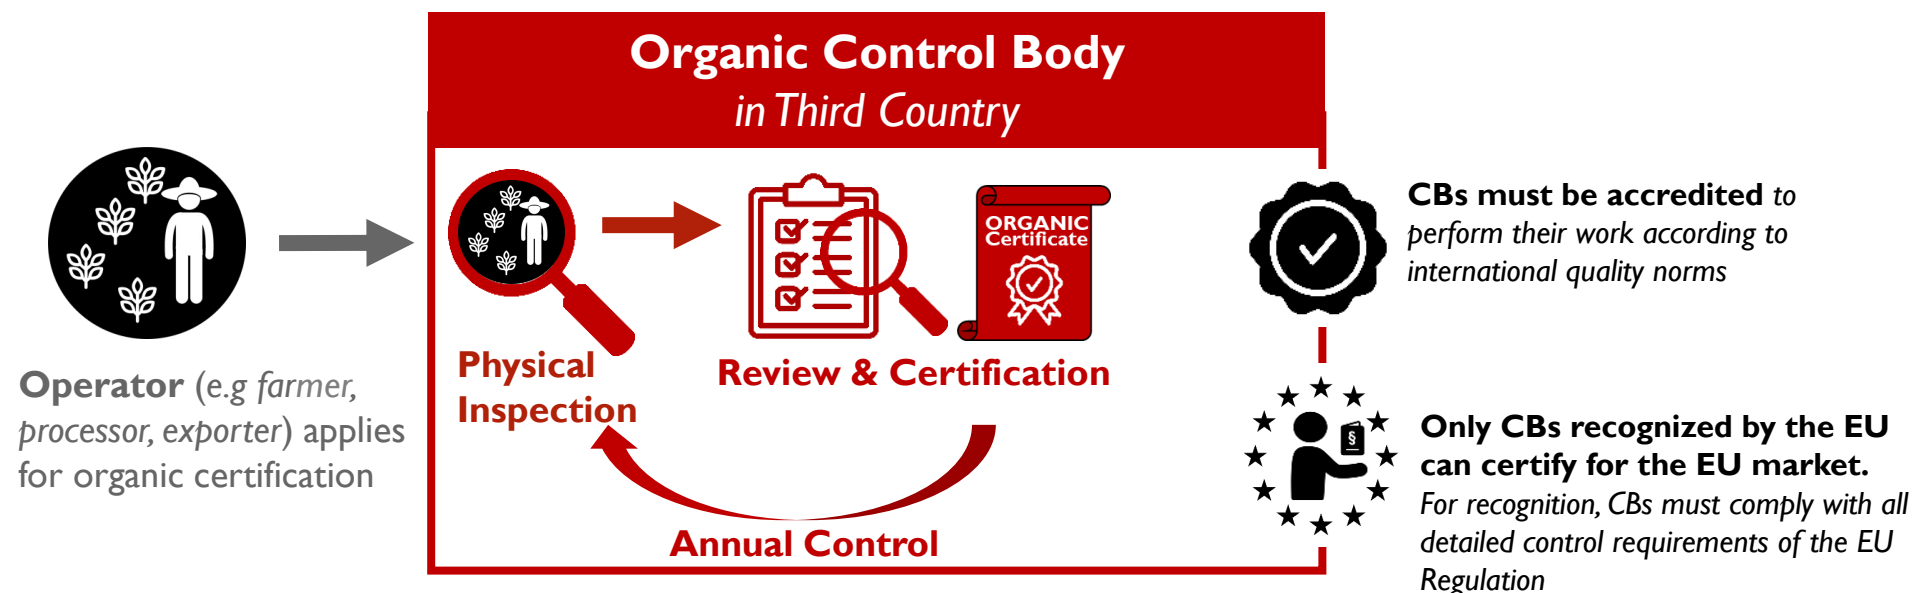 Organic Control Body
in Third Country
Operator (e.g farmer,
processor, exporter) applies
for organic certification
Physical
Inspection
ORGANIC
Certificate
Review & Certification
Annual Control
CBs must be accredited to
perform their work according to
international quality norms
§
Only CBs recognized by the EU
can certify for the EU market.
For recognition, CBs must comply with all
detailed control requirements of the EU
Regulation